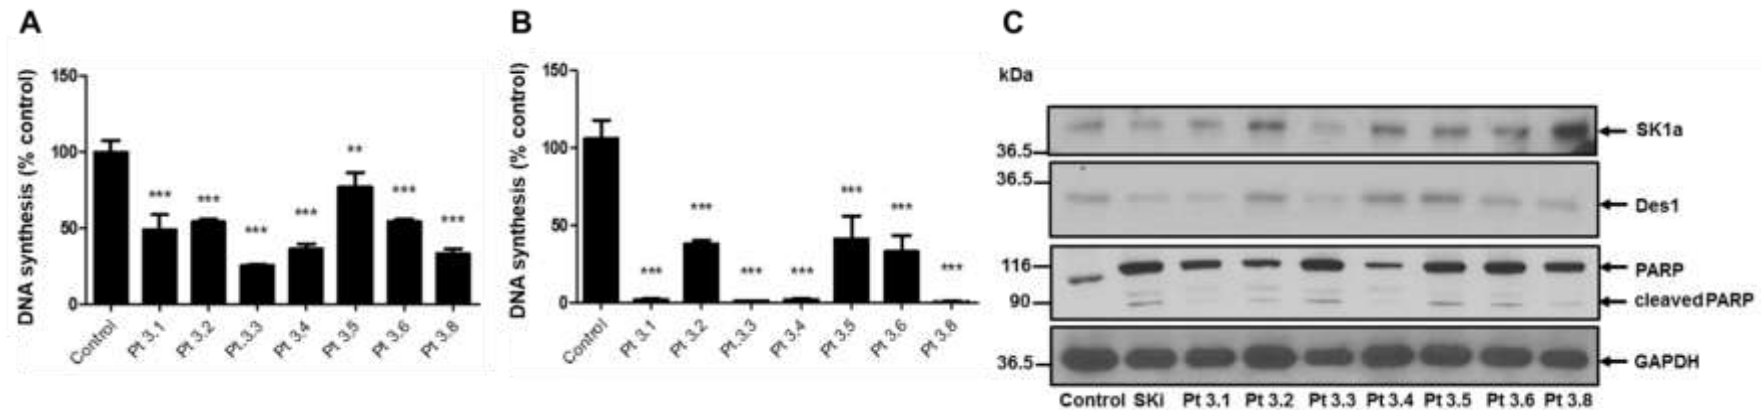 A
DNA synthesis (% control)
150
100
50
0
***
***
***
***
**
***
***
Control
Pt 3.1
Pt 3.2
Pt 3.3
Pt 3.4
Pt 3.5
Pt 3.6
Pt 3.8
B
DNA synthesis (% control)
150
100
50
0
***
***
***
***
***
***
***
Control
Pt 3.1
Pt 3.2
Pt 3.3
Pt 3.4
Pt 3.5
Pt 3.6
Pt 3.8
C
kDa
36.5
SK1a
36.5
Des1
116
PARP
90
cleaved PARP
36.5
GAPDH
Control SKi Pt 3.1 Pt 3.2 Pt 3.3 Pt 3.4 Pt 3.5 Pt 3.6 Pt 3.8